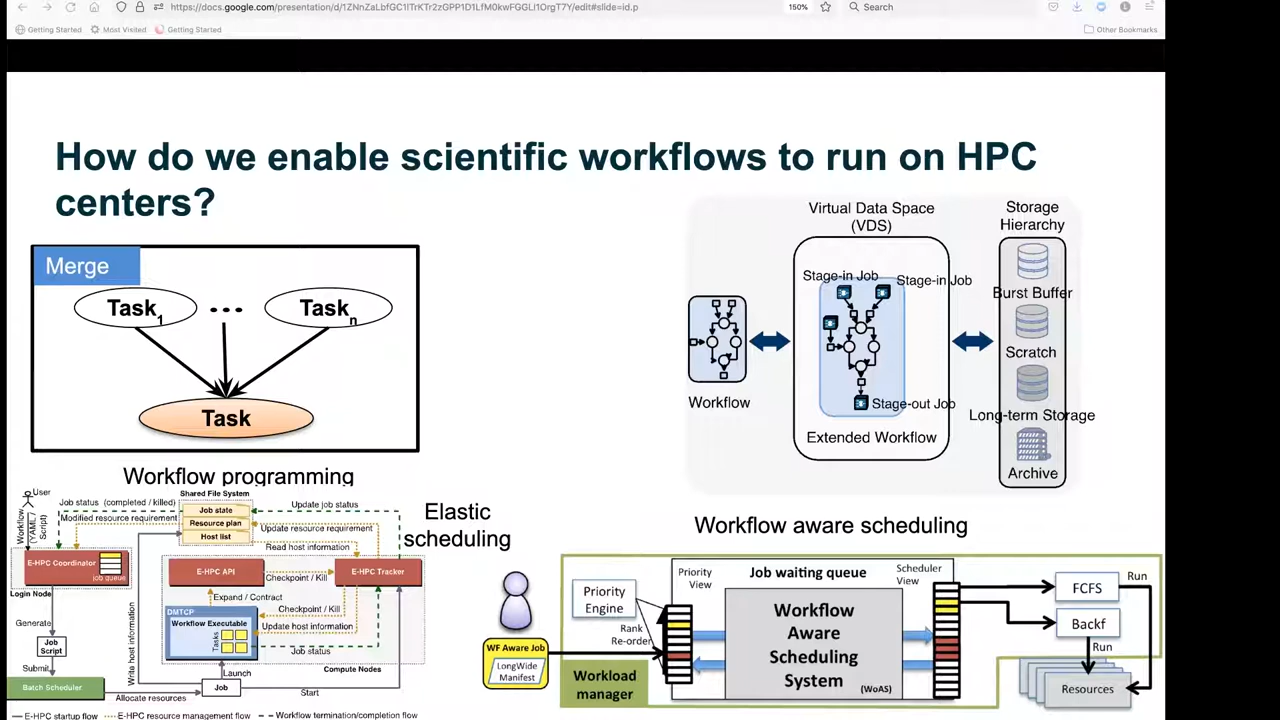 https://docs.google.com/presentation/d/1ZNnZaLbfGC1lTrKTr2zGPP1D1LfM0kwFGGLl1OrgT7Y/edit#slide=id.p
150%
Search
Getting Started
Most Visited
Getting Started
Other Bookmarks
How do we enable scientific workflows to run on HPC
centers?
Merge
Task1
...
Taskn
Task
Workflow programming
Virtual Data Space
(VDS)
Storage
Hierarchy
Stage-in Job
Stage-in Job
Stage-out Job
Workflow
Extended Workflow
Burst Buffer
Scratch
Long-term Storage
Archive
User
Workflow
(YAML/
Script)
Job status (completed / killed)
Modified resource requirement
Shared File System
Job state
Resource plan
Host list
Update job status
Update resource requirement
Read host information
Elastic
scheduling
E-HPC Coordinator
job queue
Login Node
E-HPC API
Checkpoint / Kill
E-HPC Tracker
Expand / Contract
DMTCP
Workflow Executable
Tasks
Checkpoint / Kill
Update host information
Job status
Compute Nodes
Write host information
Generate
Job
Script
Submit
Batch Scheduler
Allocate resources
Launch
Job
Start
E-HPC startup flow
E-HPC resource management flow
Workflow termination/completion flow
Workflow aware scheduling
WF Aware Job
LongWide
Manifest
Priority
Engine
Rank
Re-order
Workload
manager
Priority
View
Job waiting queue
Scheduler
View
Workflow
Aware
Scheduling
System
(WoAS)
FCFS
Run
Backf
Run
Resources